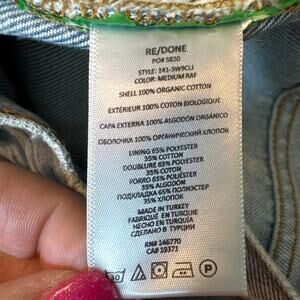 RE/DONE
PO# 5820
STYLE: 141-3W9CLJ
COLOR: MEDIUM RAF
SHELL 100% ORGANIC COTTON
EXTÉRIEUR 100% COTON BIOLOGIQUE
CAPA EXTERNA 100% ALGODÓN ORGÁNICO
ОБОЛОЧКА 100% ОРГАНИЧЕСКИЙ ХЛОПОК
LINING 65% POLYESTER
35% COTTON
DOUBLURE 65% POLYESTER
35% COTON
FORRO 65% POLIÉSTER
35% ALGODÓN
ПОДКЛАДКА 65% ПОЛИЭСТЕР
35% ХЛОПОК
MADE IN TURKEY
FABRIQUÉ EN TURQUIE
HECHO EN TURQUÍA
СДЕЛАНО В ТУРЦИИ
RN# 146770
CA# 19371
30
P